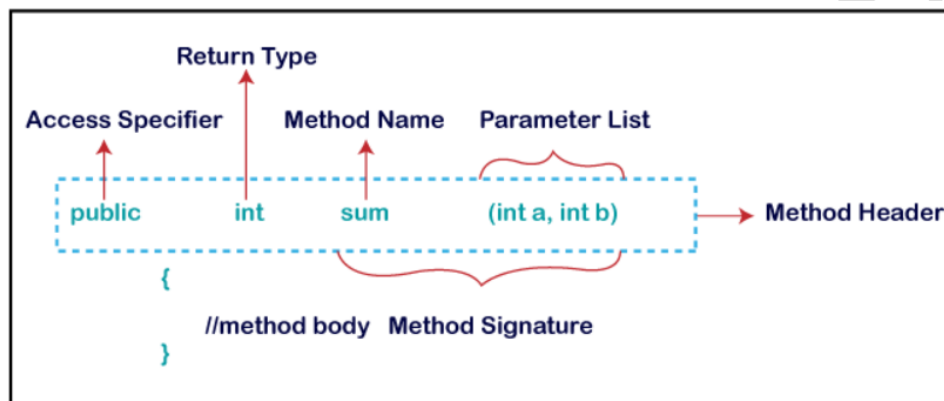 Return Type
Access Specifier Method Name Parameter List
public int sum (int a, int b) Method Header
{
//method body Method Signature
}